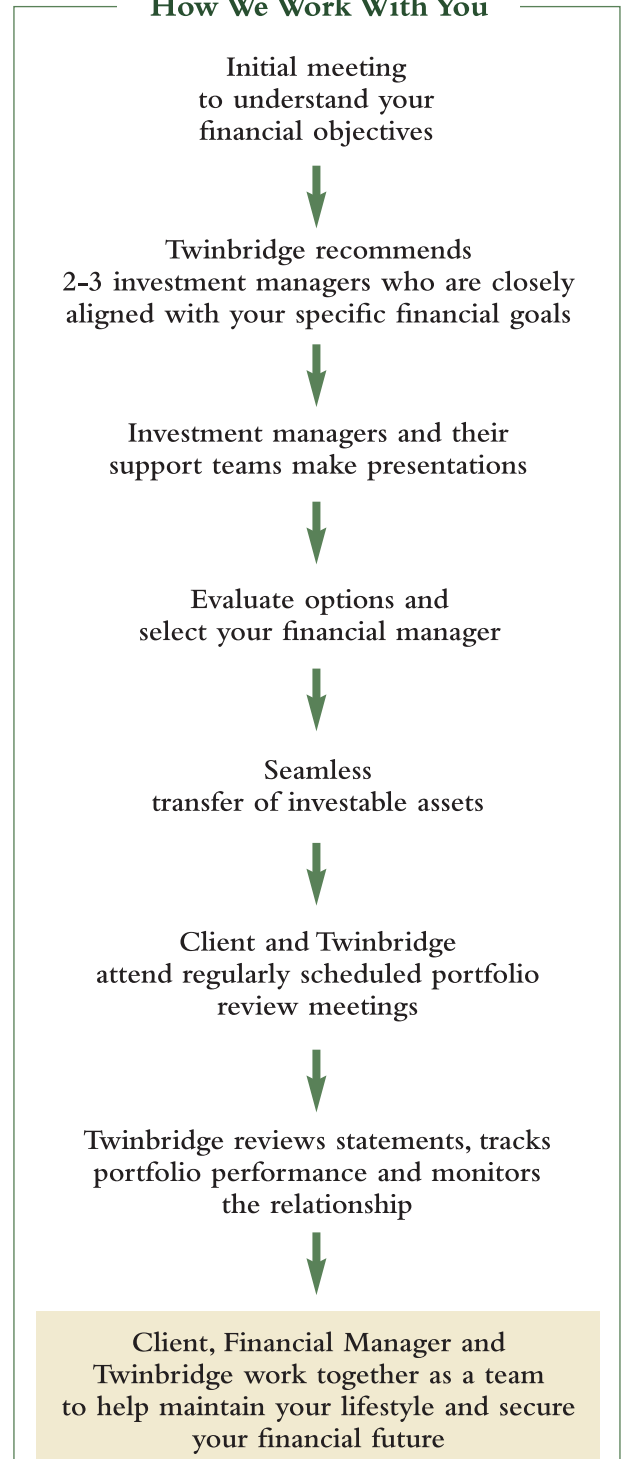 How We Work With You
Initial meeting
to understand your
financial objectives
Twinbridge recommends
2-3 investment managers who are closely
aligned with your specific financial goals
Investment managers and their
support teams make presentations
Evaluate options and
select your financial manager
Seamless
transfer of investable assets
Client and Twinbridge
attend regularly scheduled portfolio
review meetings
Twinbridge reviews statements, tracks
portfolio performance and monitors
the relationship
Client, Financial Manager and
Twinbridge work together as a team
to help maintain your lifestyle and secure
your financial future